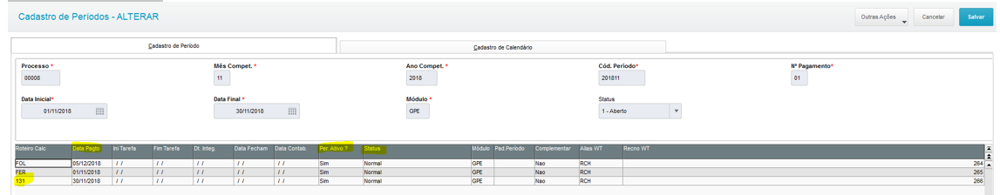 Cadastro de Períodos - ALTERAR
Outras Ações Cancelar Salvar
Cadastro de Período Cadastro de Calendário
Processo * Mês Compet. * Ano Compet. * Cód. Periodo* Nº Pagamento*
00008 11 2018 201811 01
Data Inicial* Data Final * Módulo * Status
01/11/2018 30/11/2018 GPE 1 - Aberto
Roteiro Calc Data Pagto Ini Tarefa Fim Tarefa Dt. Integ. Data Fecham Data Contab. Per. Ativo ? Status Módulo Pad.Periodo Complementar Alias WT Recno WT
FOL 05/12/2018 / / / / / / / / / / Sim Normal GPE Nao RCH 264
FER 01/11/2018 / / / / / / / / / / Sim Normal GPE Nao RCH 265
131 30/11/2018 / / / / / / / / / / Sim Normal GPE Nao RCH 266